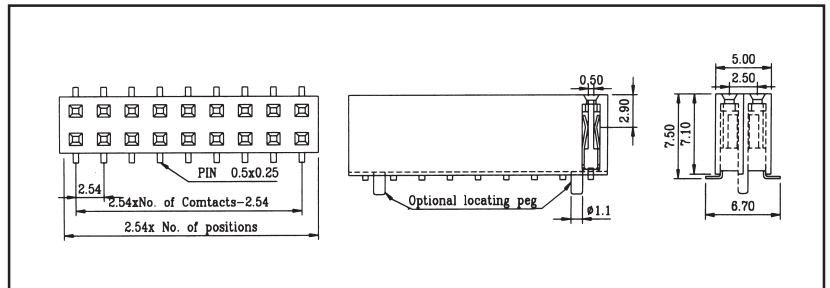 PIN 0.5x0.25
2.54
2.54xNo. of Comtacts-2.54
2.54x No. of positions
0.50
2.90
Optional locating peg
ø1.1
5.00
2.50
7.50
7.10
6.70